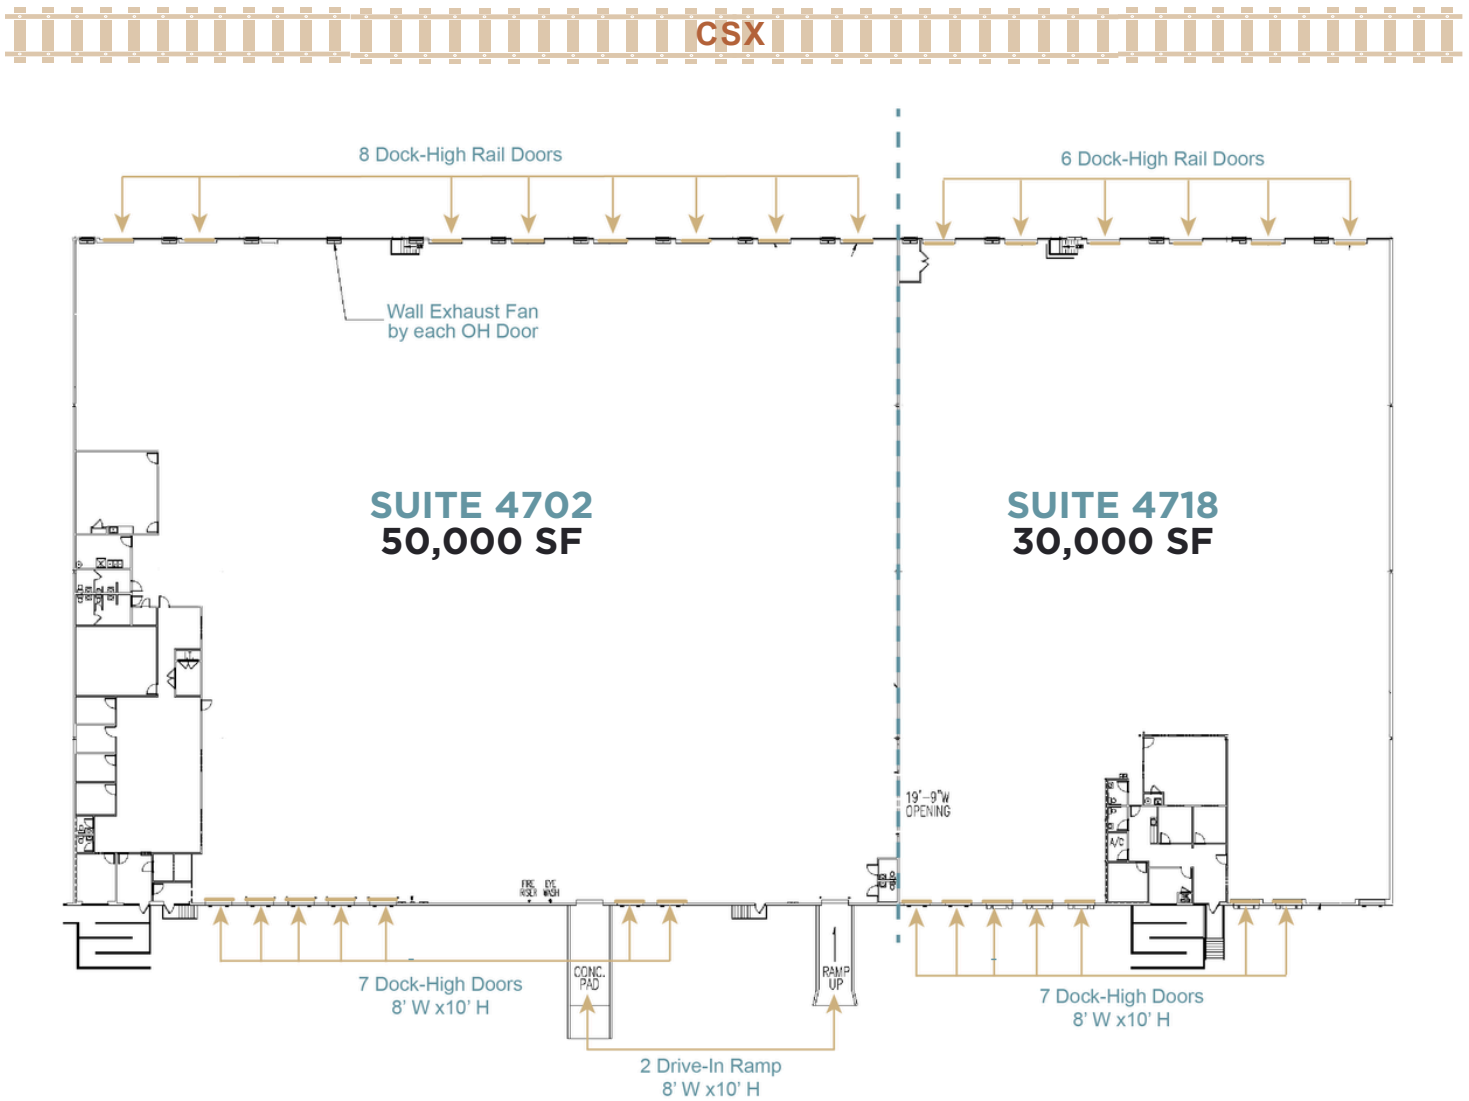 CSX
8 Dock-High Rail Doors
6 Dock-High Rail Doors
Wall Exhaust Fan
by each OH Door
SUITE 4702
50,000 SF
SUITE 4718
30,000 SF
19'-9"W
OPENING
A/C
FIRE
RISER
EYE
WASH
CONC.
PAD
RAMP
UP
7 Dock-High Doors
8’ W x10’ H
7 Dock-High Doors
8’ W x10’ H
2 Drive-In Ramp
8’ W x10’ H